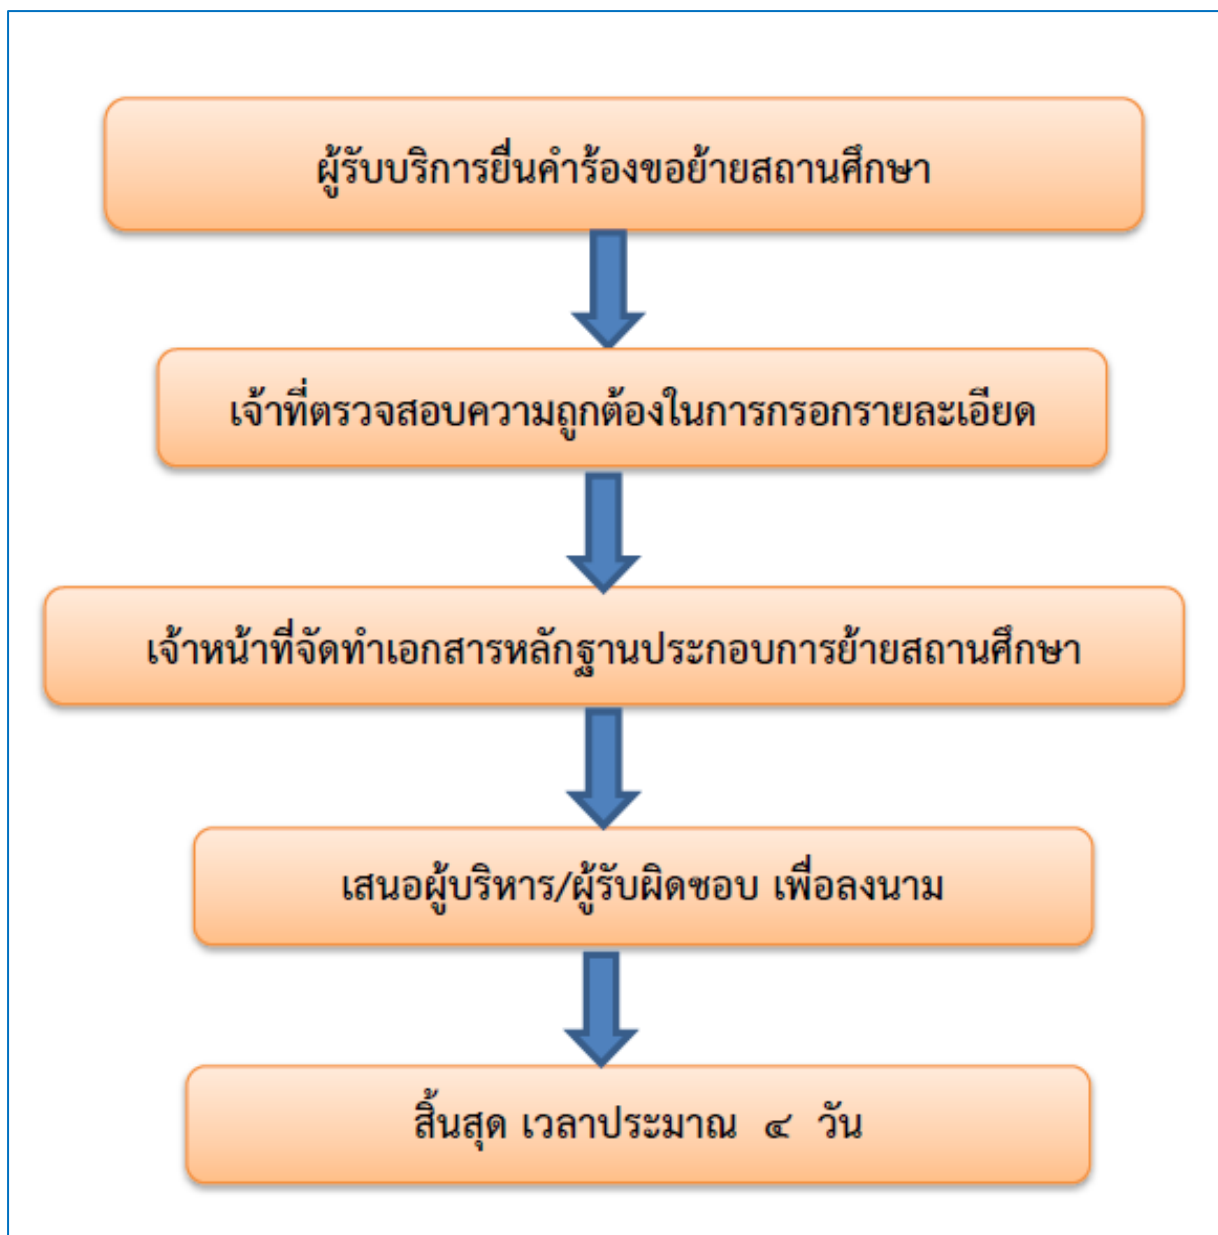 ผู้รับบริการยื่นคำร้องขอย้ายสถานศึกษา
เจ้าที่ตรวจสอบความถูกต้องในการกรอกรายละเอียด
เจ้าหน้าที่จัดทำเอกสารหลักฐานประกอบการย้ายสถานศึกษา
เสนอผู้บริหาร/ผู้รับผิดชอบ เพื่อลงนาม
สิ้นสุด เวลาประมาณ ๔ วัน